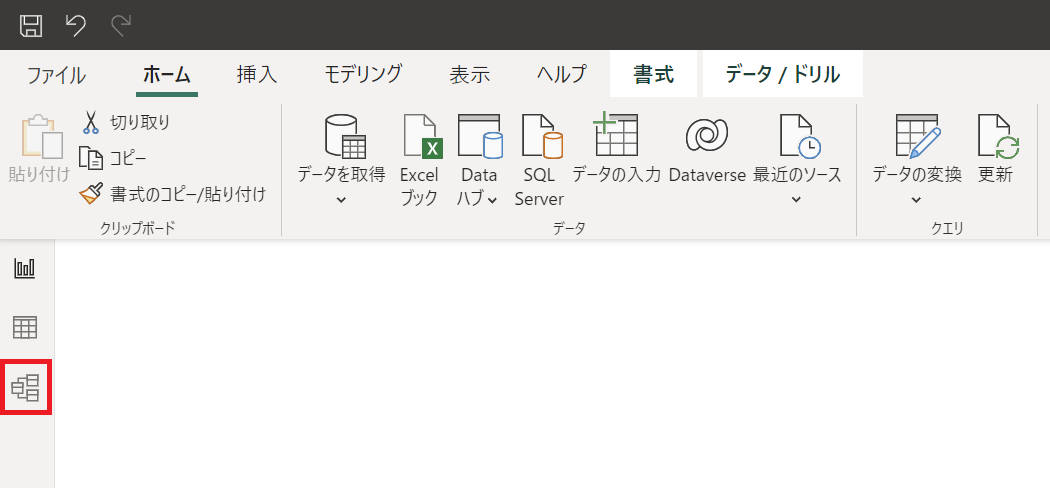 ファイル ホーム 挿入 モデリング 表示 ヘルプ 書式 データ / ドリル
貼り付け
切り取り
コピー
書式のコピー/貼り付け
クリップボード
データを取得
Excel
ブック
Data
ハブ
SQL
Server
データの入力
Dataverse
最近のソース
データ
データの変換
更新
クエリ